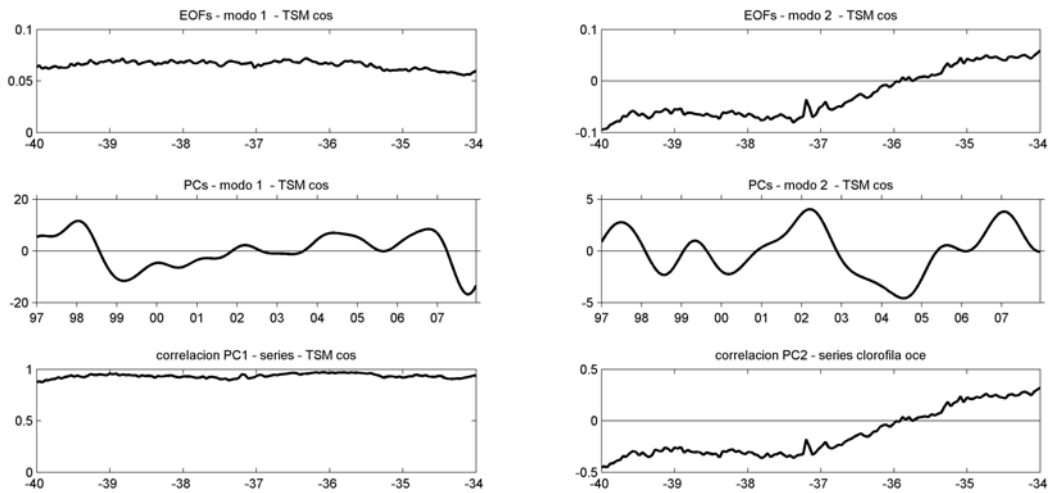 EOFs - modo 1 - TSM cos
0.1
0.05
0
-40 -39 -38 -37 -36 -35 -34
EOFs - modo 2 - TSM cos
0.1
0
-0.1
-40 -39 -38 -37 -36 -35 -34
PCs - modo 1 - TSM cos
20
0
-20
97 98 99 00 01 02 03 04 05 06 07
PCs - modo 2 - TSM cos
5
0
-5
97 98 99 00 01 02 03 04 05 06 07
correlacion PC1 - series - TSM cos
1
0.5
0
-40 -39 -38 -37 -36 -35 -34
correlacion PC2 - series clorofila oce
0.5
0
-0.5
-40 -39 -38 -37 -36 -35 -34